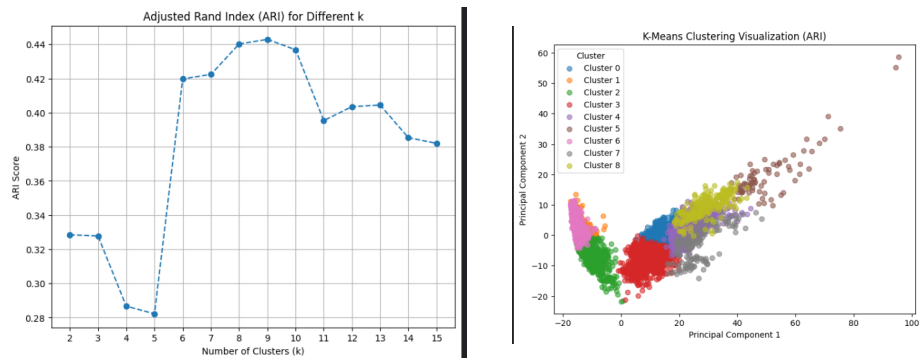 Adjusted Rand Index (ARI) for Different k
0.44
0.42
0.40
0.38
0.36
0.34
0.32
0.30
0.28
ARI Score
2 3 4 5 6 7 8 9 10 11 12 13 14 15
Number of Clusters (k)
K-Means Clustering Visualization (ARI)
Cluster
Cluster 0
Cluster 1
Cluster 2
Cluster 3
Cluster 4
Cluster 5
Cluster 6
Cluster 7
Cluster 8
60
50
40
30
20
10
0
−10
−20
Principal Component 2
−20 0 20 40 60 80 100
Principal Component 1